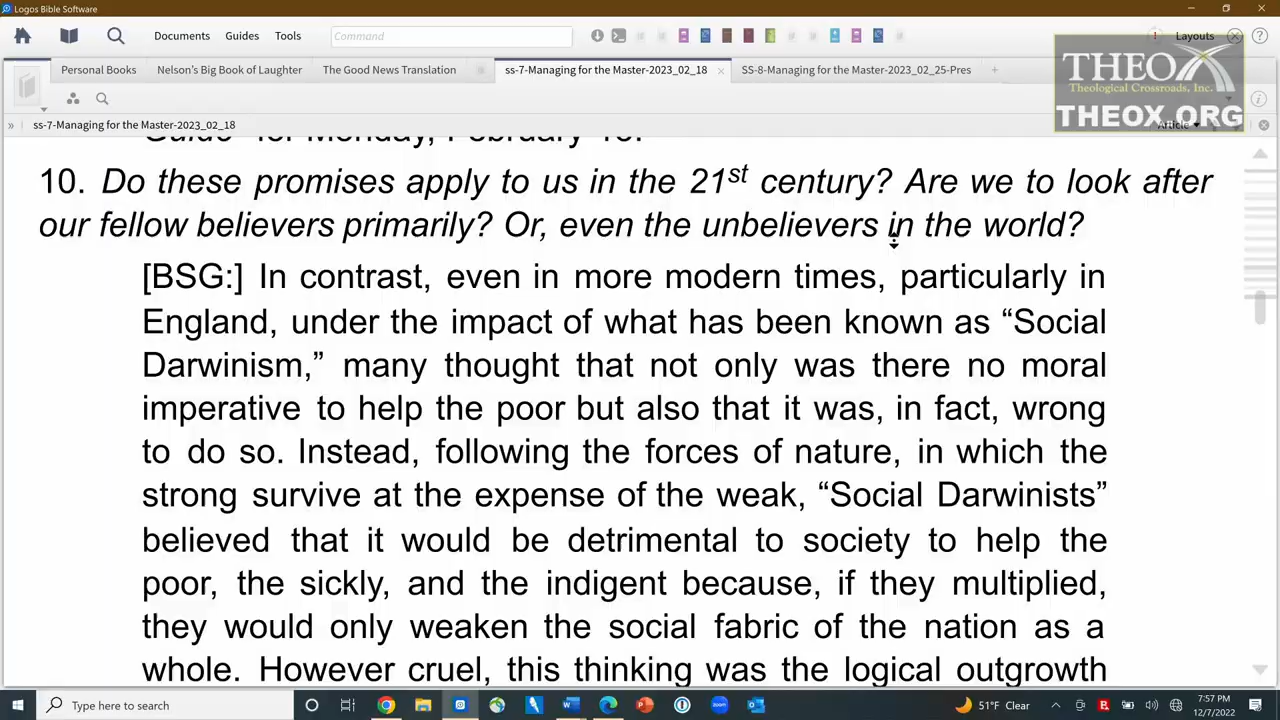 Logos Bible Software
Documents Guides Tools Command Layouts
Personal Books Nelson's Big Book of Laughter The Good News Translation ss-7-Managing for the Master-2023_02_18 SS-8-Managing for the Master-2023_02_25-Pres
THEOX
Theological Crossroads, Inc.
THEOX.ORG
ss-7-Managing for the Master-2023_02_18 Article
Guide for Monday, February 13.
10. Do these promises apply to us in the 21st century? Are we to look after
our fellow believers primarily? Or, even the unbelievers in the world?
[BSG:] In contrast, even in more modern times, particularly in
England, under the impact of what has been known as “Social
Darwinism,” many thought that not only was there no moral
imperative to help the poor but also that it was, in fact, wrong
to do so. Instead, following the forces of nature, in which the
strong survive at the expense of the weak, “Social Darwinists”
believed that it would be detrimental to society to help the
poor, the sickly, and the indigent because, if they multiplied,
they would only weaken the social fabric of the nation as a
whole. However cruel, this thinking was the logical outgrowth
Type here to search
51°F Clear
7:57 PM
12/7/2022